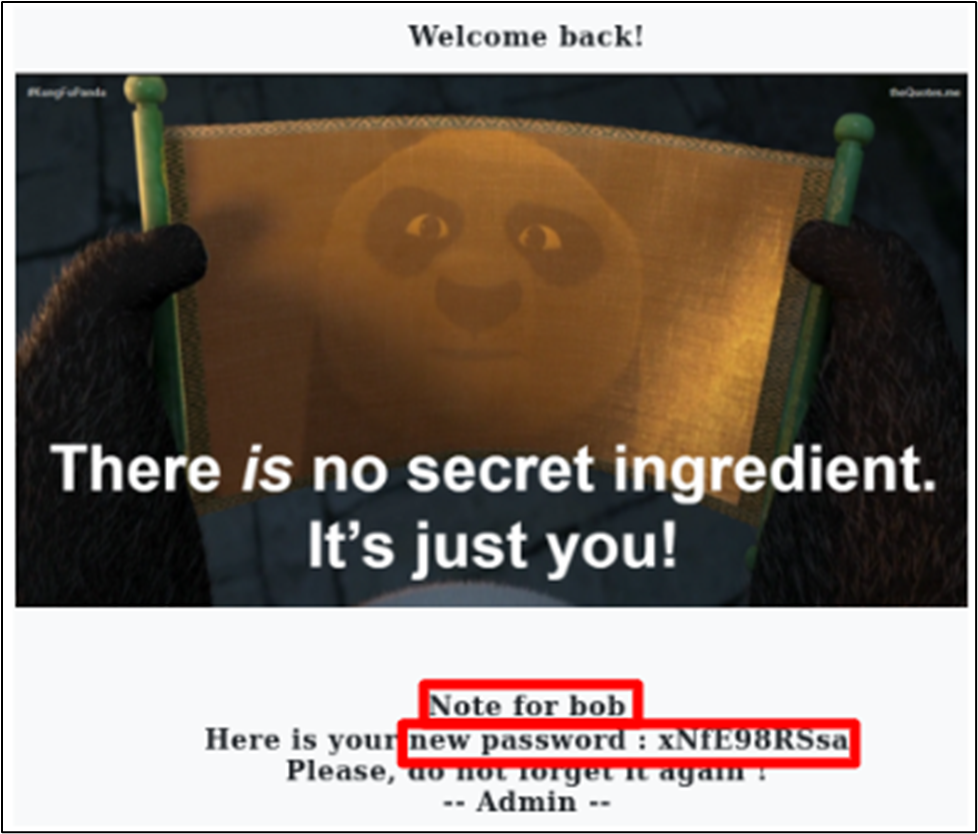 Welcome back!
#KungFuPanda
theQuotes.me
There is no secret ingredient.
It's just you!
Note for bob
Here is your new password : xNfE98RSsa
Please, do not forget it again !
-- Admin --